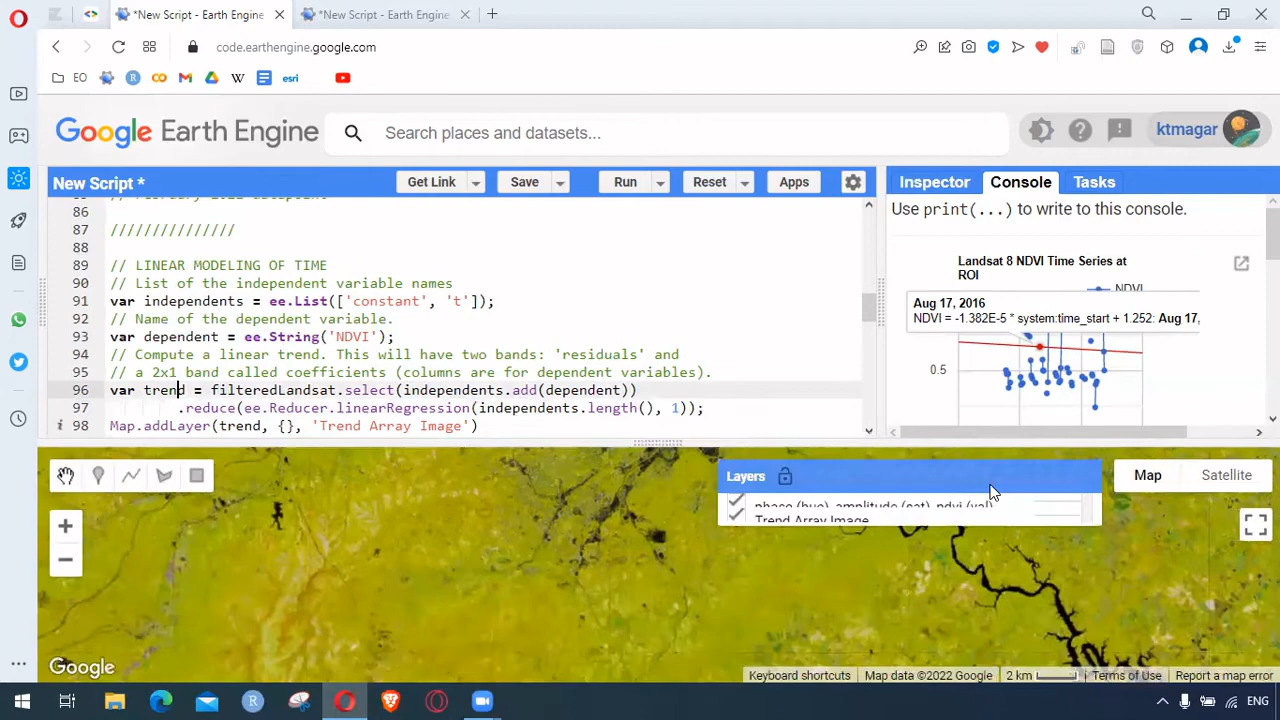 *New Script - Earth Engine
*New Script - Earth Engine
code.earthengine.google.com
EO
esri
Google Earth Engine
Search places and datasets...
ktmagar
New Script *
Get Link
Save
Run
Reset
Apps
Inspector
Console
Tasks
86
87 ///////////////
88
89 // LINEAR MODELING OF TIME
90 // List of the independent variable names
91 var independents = ee.List(['constant', 't']);
92 // Name of the dependent variable.
93 var dependent = ee.String('NDVI');
94 // Compute a linear trend. This will have two bands: 'residuals' and
95 // a 2x1 band called coefficients (columns are for dependent variables).
96 var trend = filteredLandsat.select(independents.add(dependent))
97 .reduce(ee.Reducer.linearRegression(independents.length(), 1));
98 Map.addLayer(trend, {}, 'Trend Array Image')
Use print(...) to write to this console.
Landsat 8 NDVI Time Series at
ROI
NDVI
Aug 17, 2016
NDVI = -1.382E-5 * system:time_start + 1.252: Aug 17,
0.5
Layers
phase (hue), amplitude (sat), ndvi (val)
Trend Array Image
Map
Satellite
Google
Keyboard shortcuts
Map data ©2022 Google
2 km
Terms of Use
Report a map error
ENG